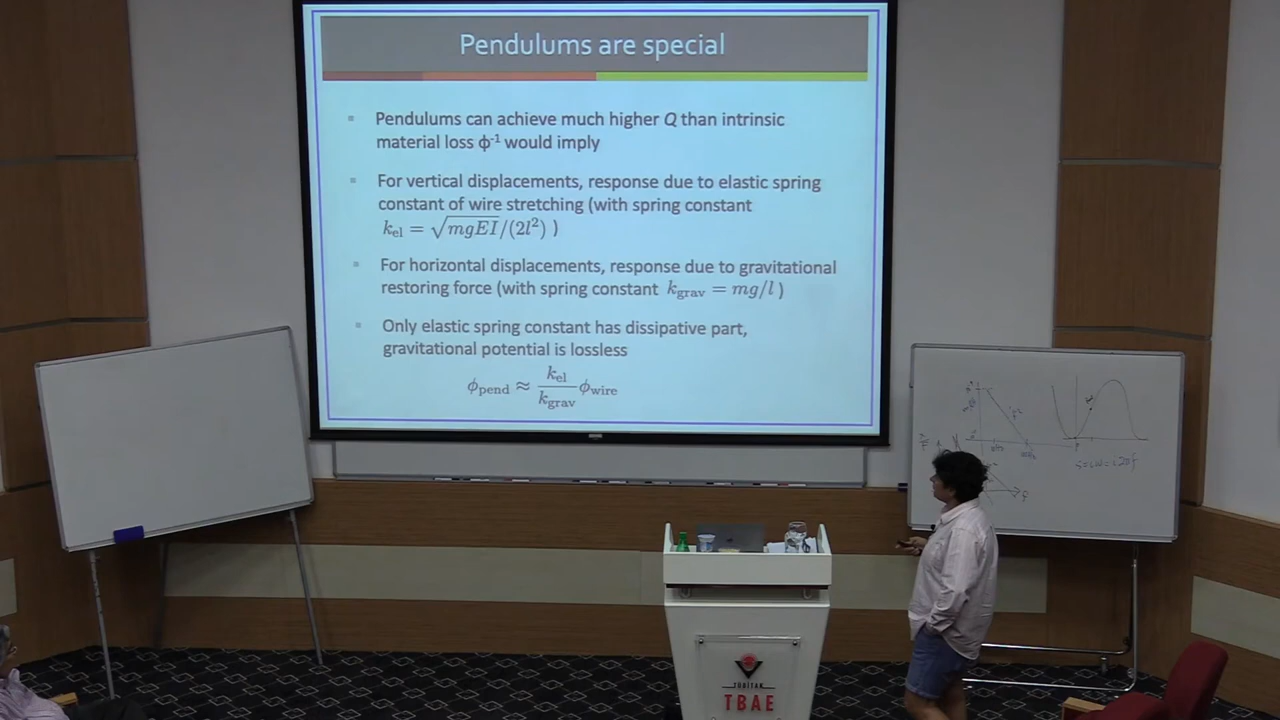 Pendulums are special
Pendulums can achieve much higher Q than intrinsic
material loss ϕ⁻¹ would imply
For vertical displacements, response due to elastic spring
constant of wire stretching (with spring constant
k_el = √(mgEI)/(2l²) )
For horizontal displacements, response due to gravitational
restoring force (with spring constant k_grav = mg/l )
Only elastic spring constant has dissipative part,
gravitational potential is lossless
ϕ_pend ≈ k_el/k_grav ϕ_wire
s=iω=i2πf
f
TÜBİTAK
TBAE